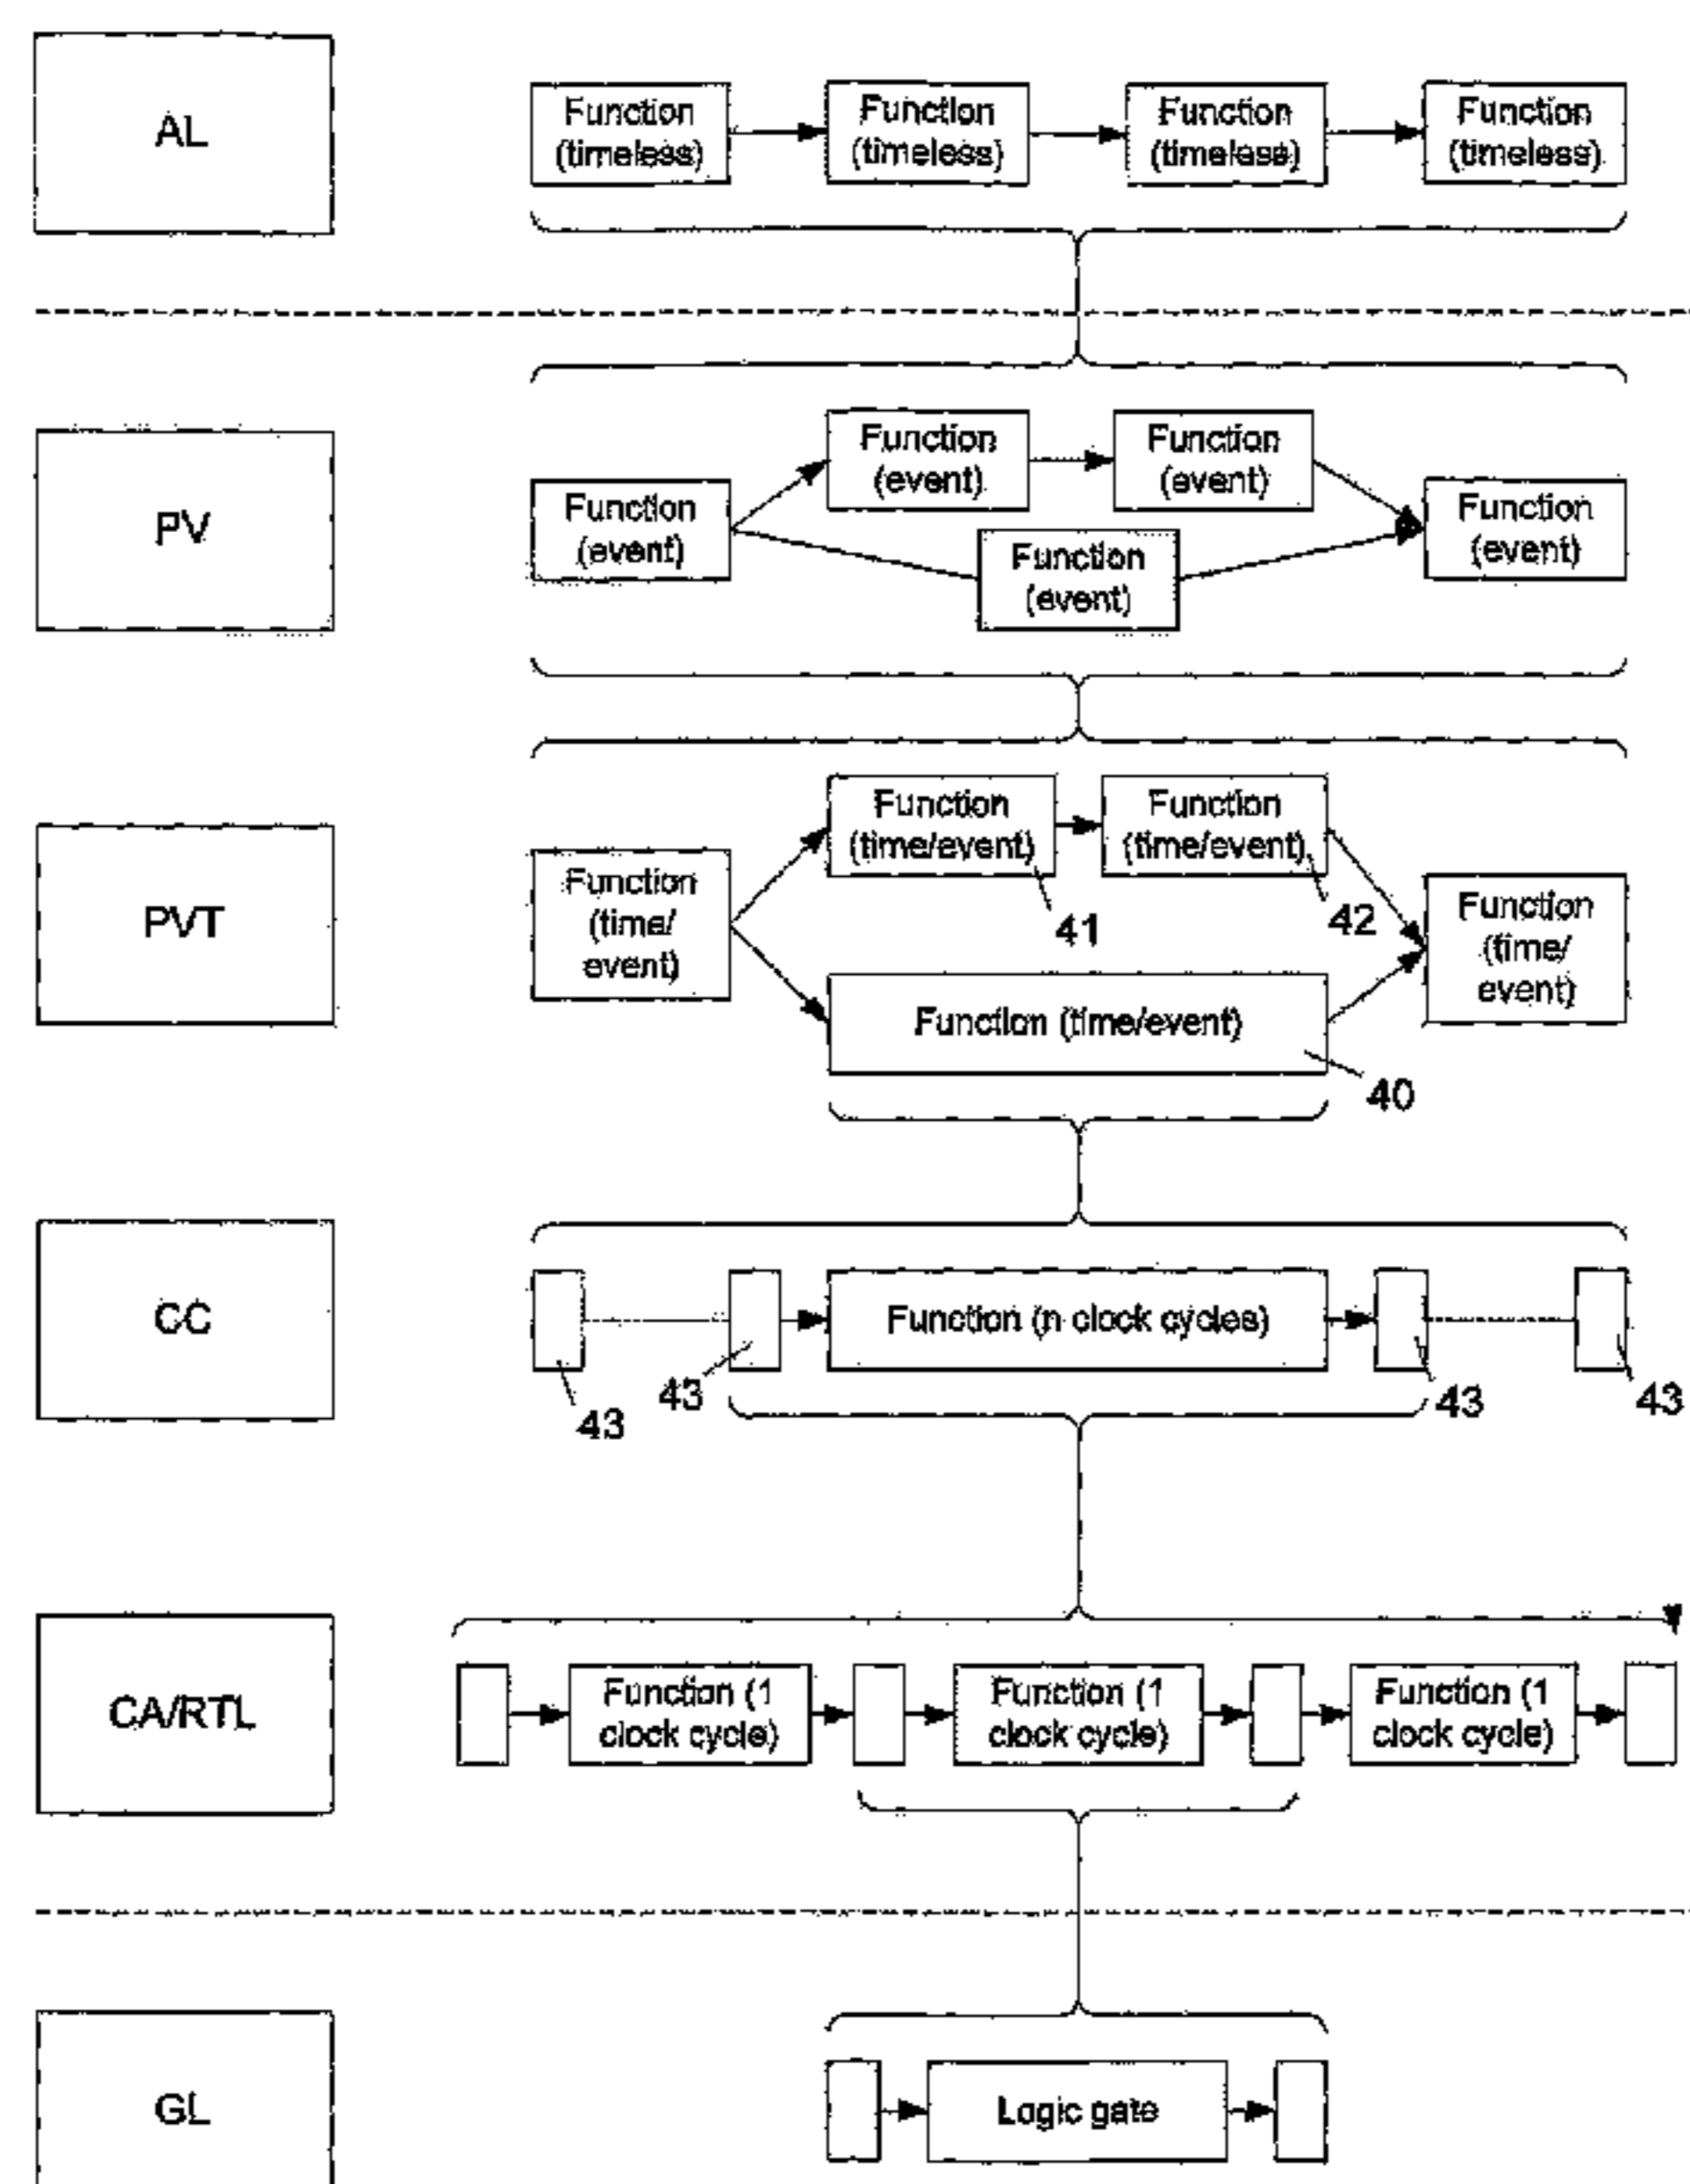 AL
Function
(timeless)
Function
(timeless)
Function
(timeless)
Function
(timeless)
PV
Function
(event)
Function
(event)
Function
(event)
Function
(event)
Function
(event)
PVT
Function
(time/
event)
Function
(time/event)
41
Function
(time/event)
42
Function
(time/
event)
Function (time/event)
40
CC
43
43
Function (n clock cycles)
43
43
CA/RTL
Function (1
clock cycle)
Function (1
clock cycle)
Function (1
clock cycle)
GL
Logic gate